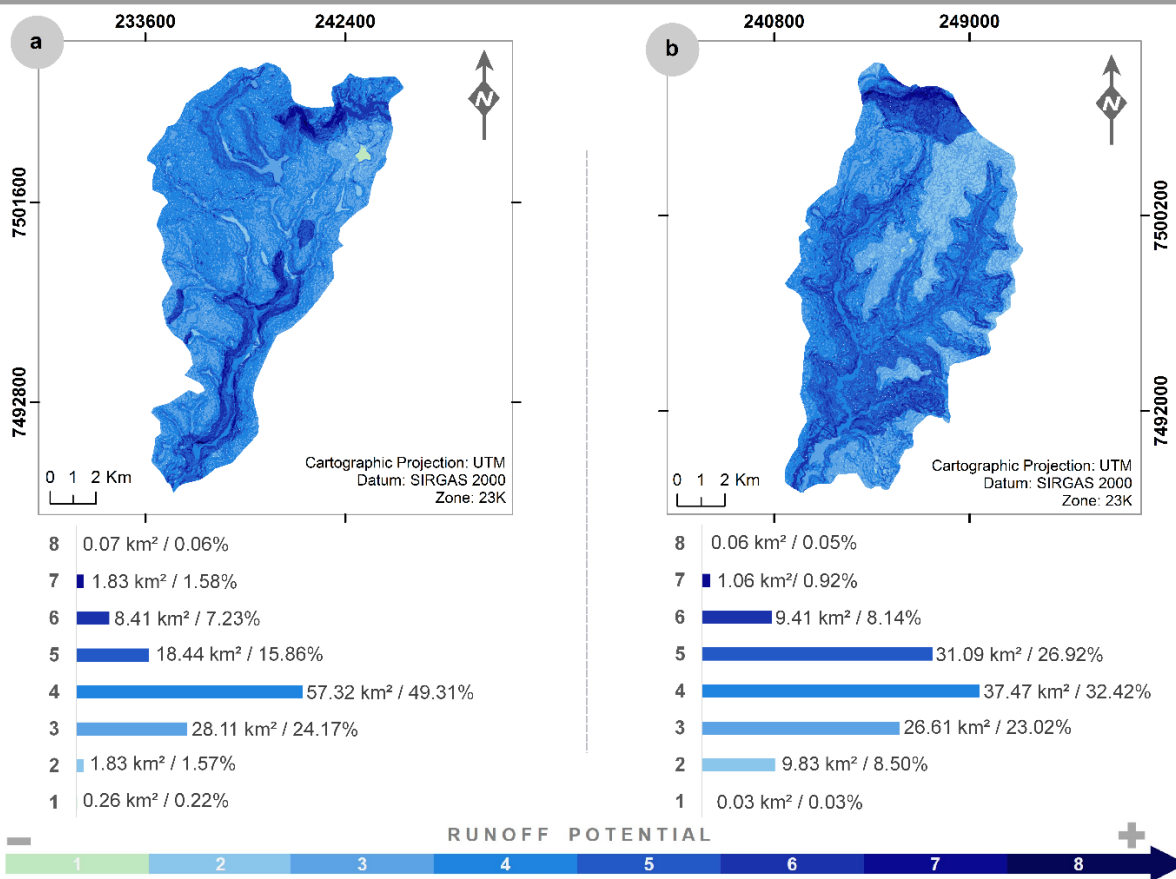 233600 242400
240800 249000
a
b
N
N
7501600
7492800
7500200
7492000
0 1 2 Km
Cartographic Projection: UTM
Datum: SIRGAS 2000
Zone: 23K
0 1 2 Km
Cartographic Projection: UTM
Datum: SIRGAS 2000
Zone: 23K
8 0.07 km² / 0.06%
7 1.83 km² / 1.58%
6 8.41 km² / 7.23%
5 18.44 km² / 15.86%
4 57.32 km² / 49.31%
3 28.11 km² / 24.17%
2 1.83 km² / 1.57%
1 0.26 km² / 0.22%
8 0.06 km² / 0.05%
7 1.06 km²/ 0.92%
6 9.41 km² / 8.14%
5 31.09 km² / 26.92%
4 37.47 km² / 32.42%
3 26.61 km² / 23.02%
2 9.83 km² / 8.50%
1 0.03 km² / 0.03%
RUNOFF POTENTIAL
1 2 3 4 5 6 7 8